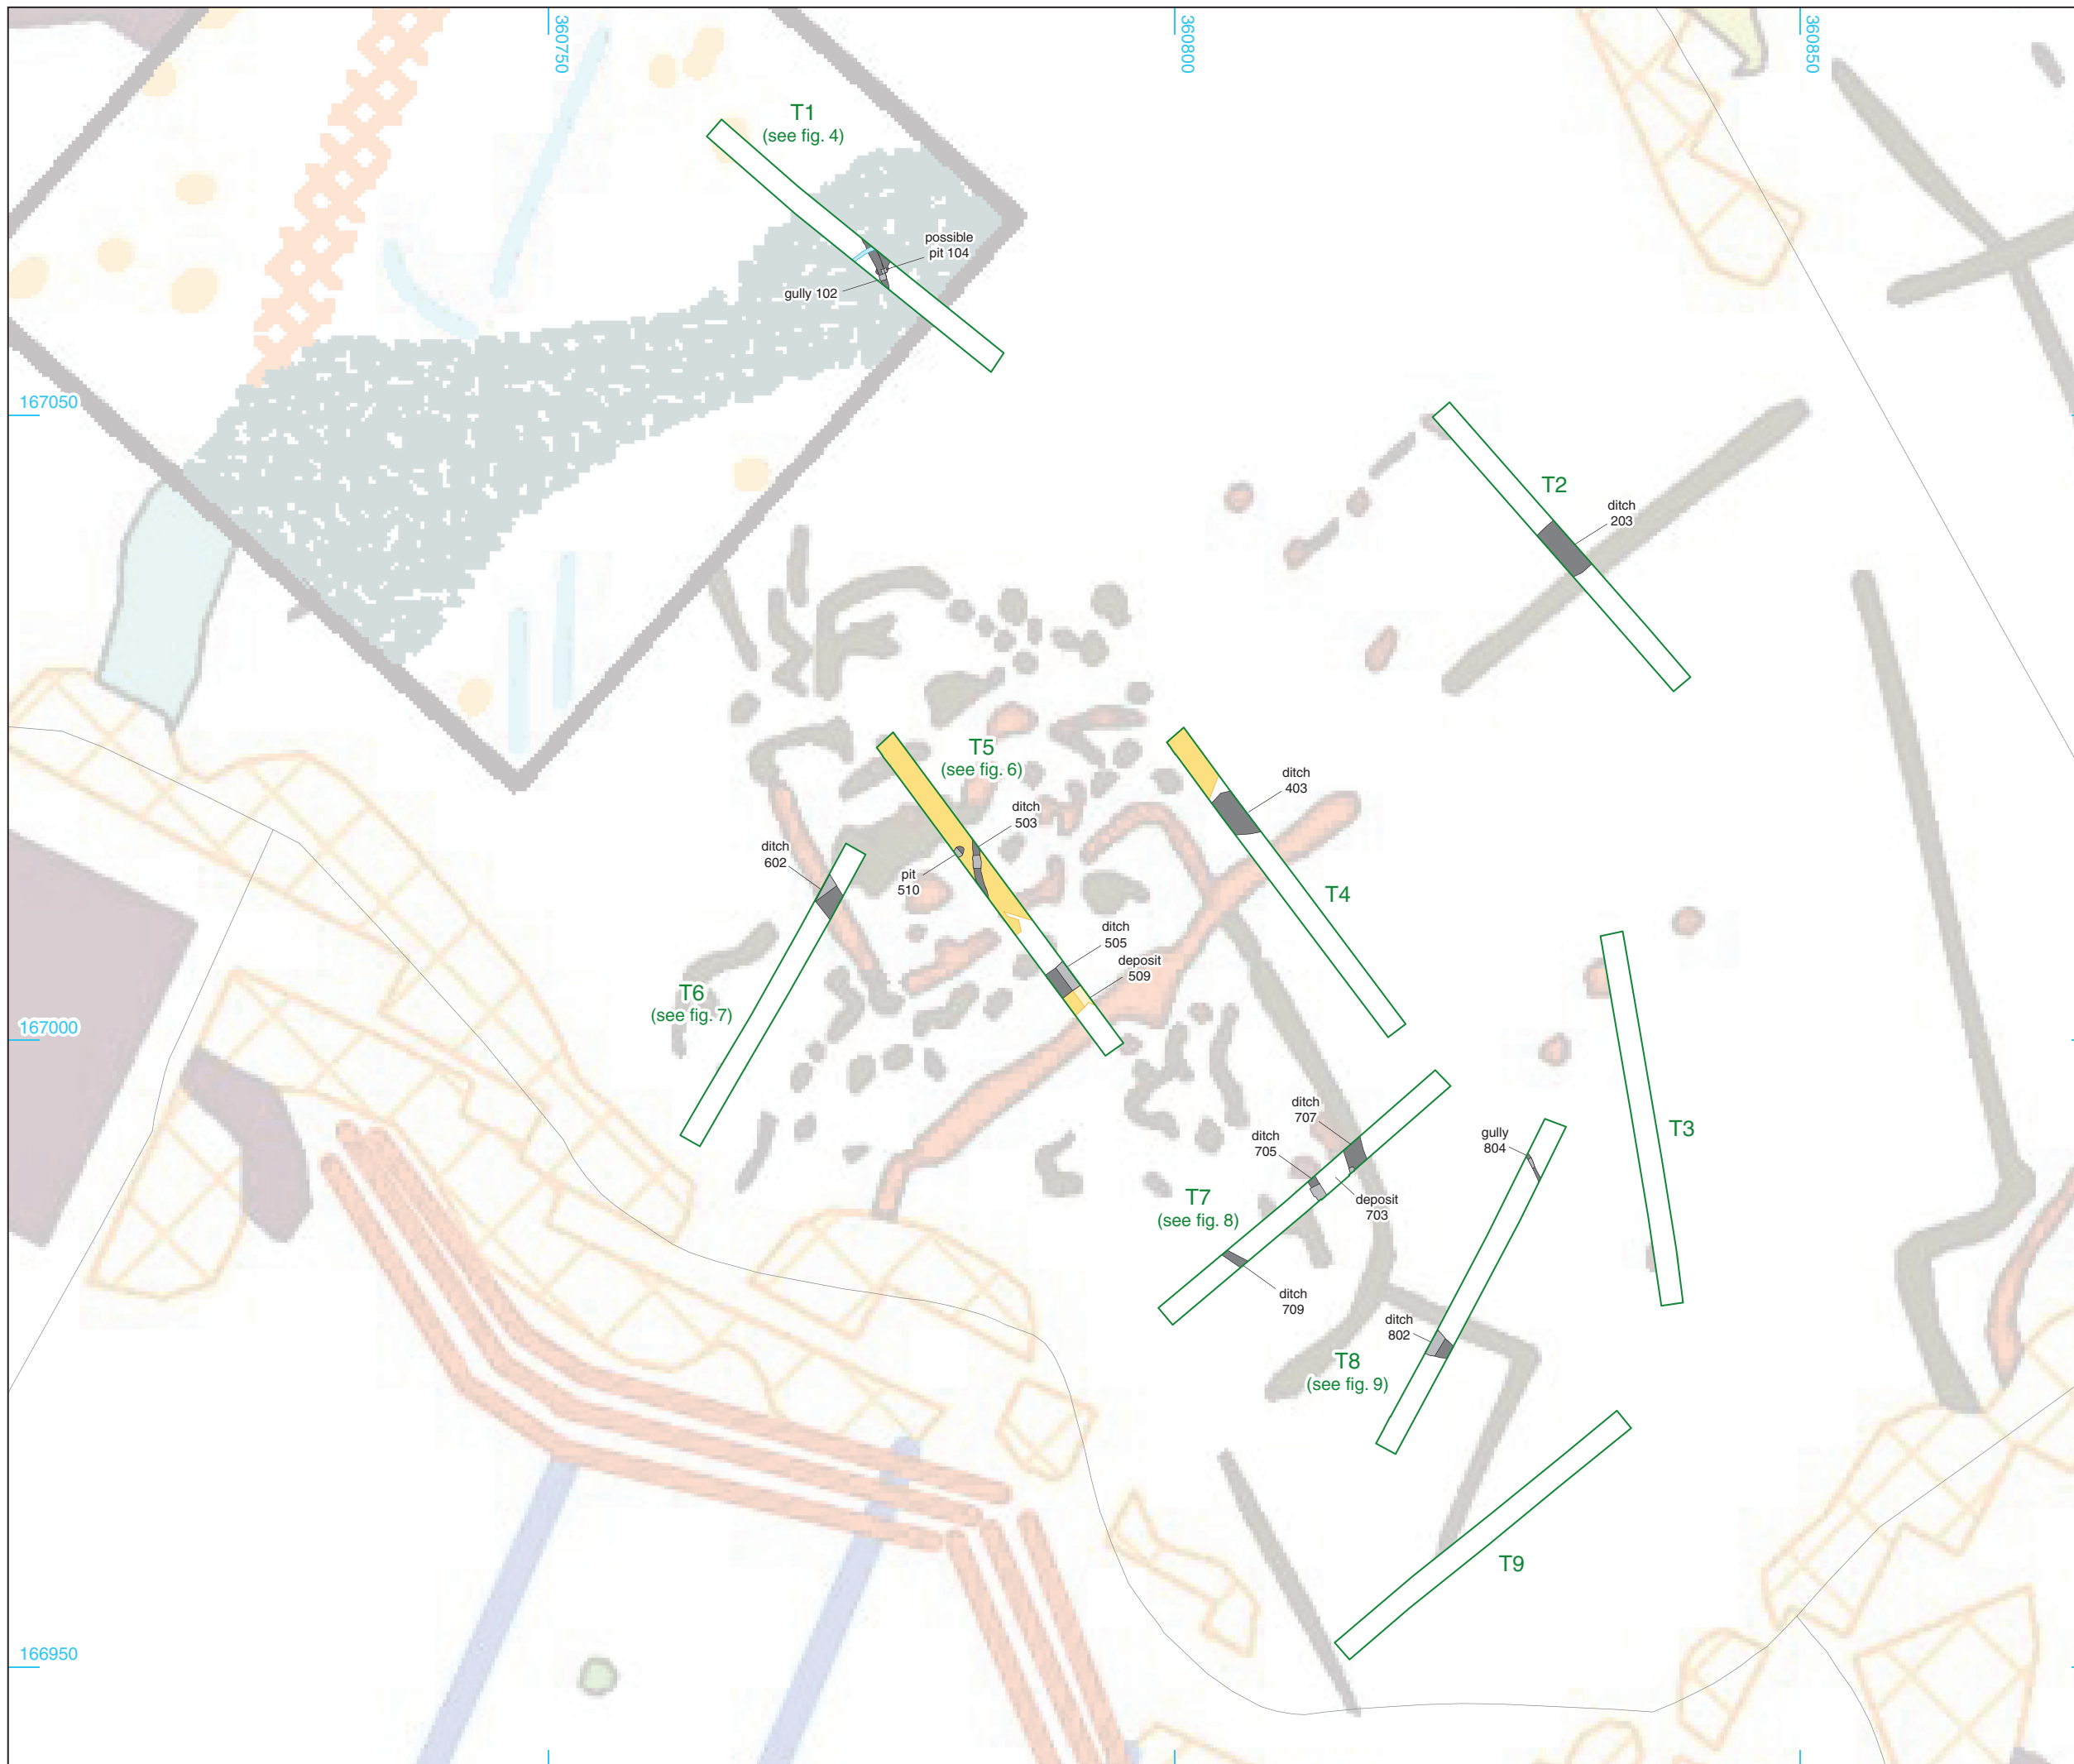 360750
360800
360850
T1
(see fig. 4)
possible
pit 104
gully 102
167050
T2
ditch
203
T5
(see fig. 6)
ditch
403
ditch
503
ditch
602
pit
510
T4
ditch
505
deposit
509
T6
(see fig. 7)
167000
ditch
707
T3
gully
804
ditch
705
T7
(see fig. 8)
deposit
703
ditch
709
ditch
802
T8
(see fig. 9)
T9
166950